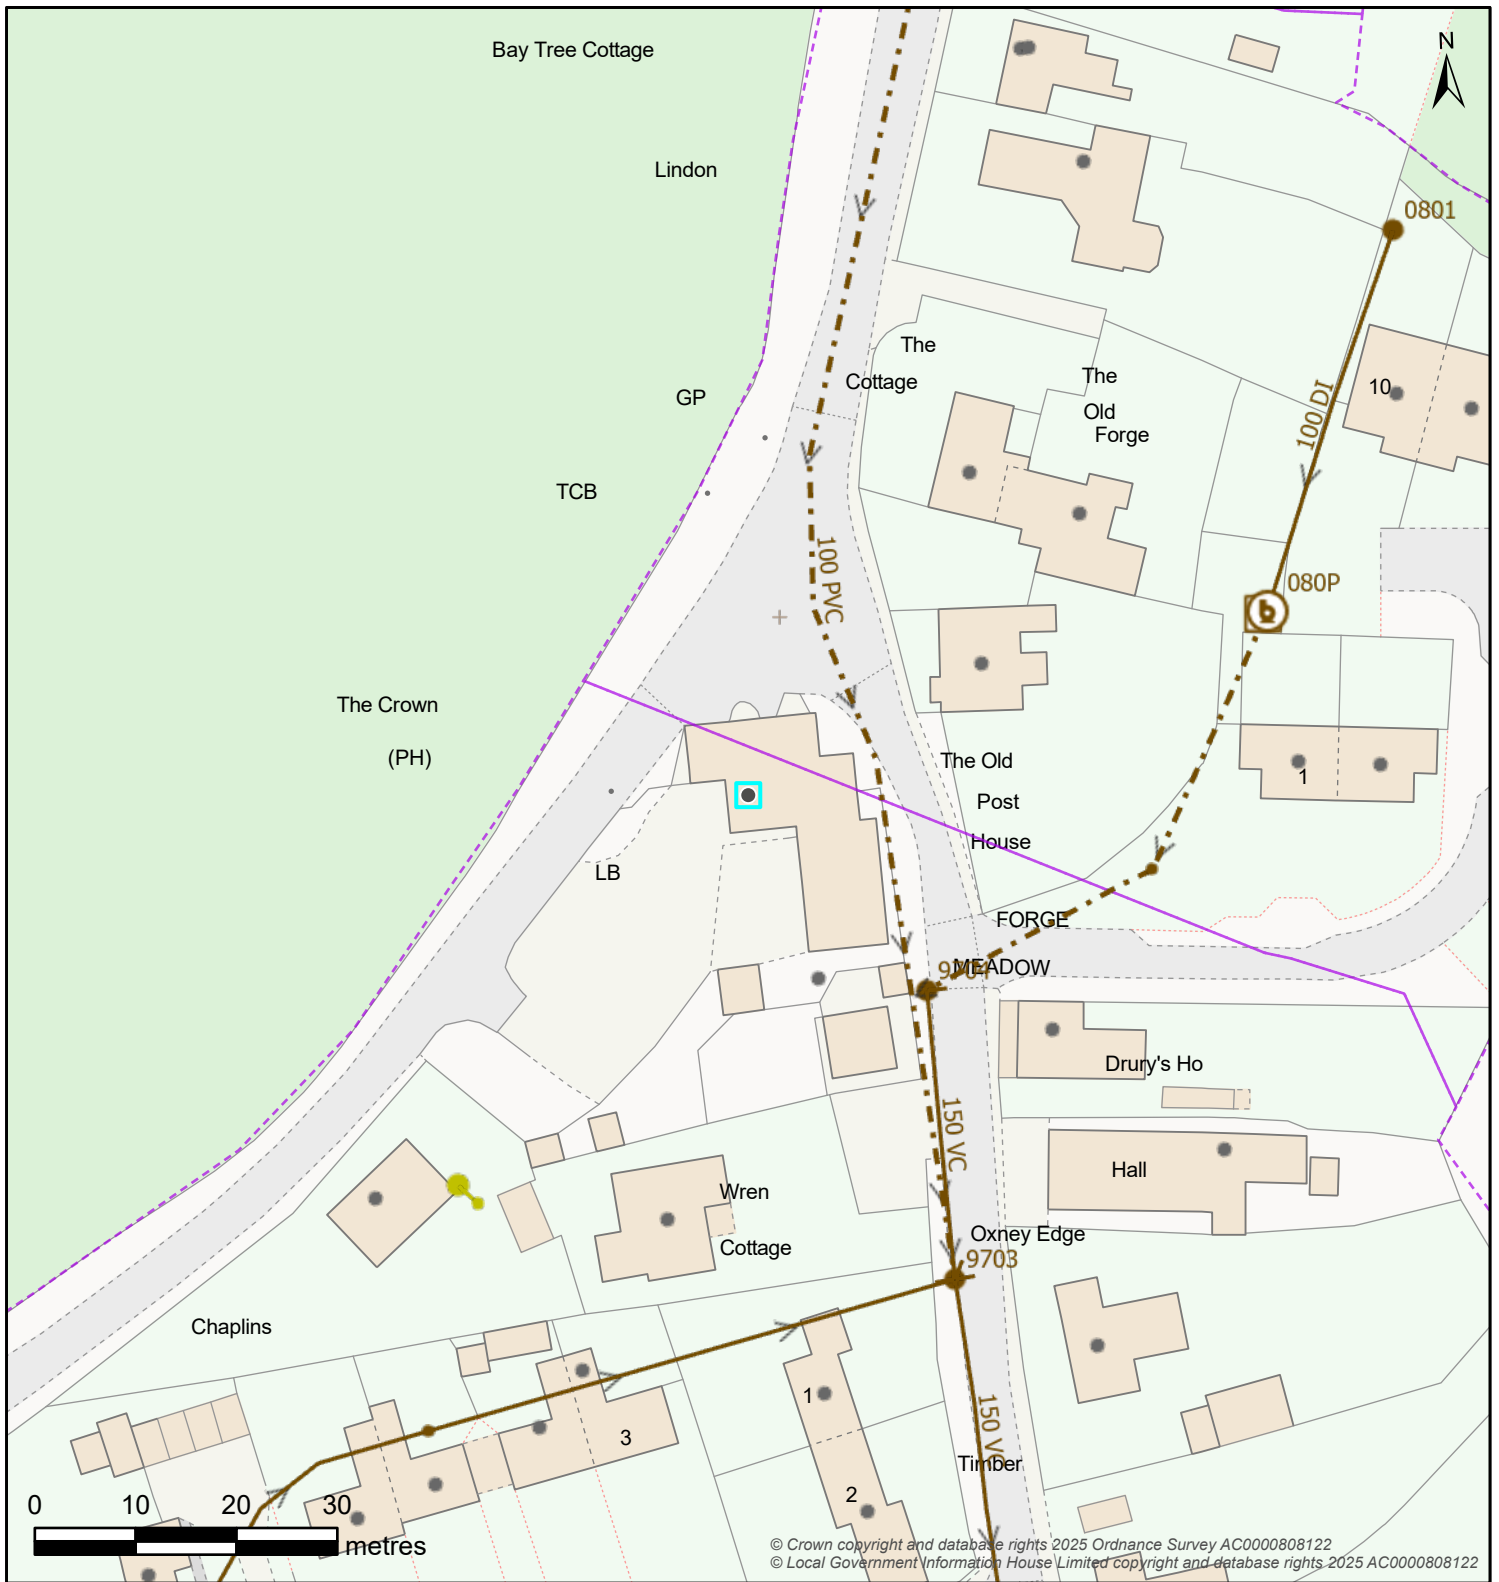 Bay Tree Cottage
N
Lindon
0801
The
Cottage
The
Old
Forge
GP
10
100 DI
TCB
100 PVC
080P
The Crown
(PH)
The Old
Post
House
1
LB
FORGE
MEADOW
Drury's Ho
150 VC
Hall
Wren
Cottage
Oxney Edge
9703
Chaplins
1
3
150 VC
Timber
2
0 10 20 30
metres
© Crown copyright and database rights 2025 Ordnance Survey AC0000808122
© Local Government Information House Limited copyright and database rights 2025 AC0000808122